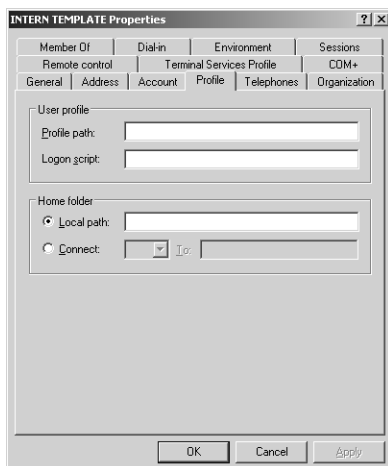 INTERN TEMPLATE Properties
Member Of Dial-in Environment Sessions
Remote control Terminal Services Profile COM+
General Address Account Profile Telephones Organization
User profile
Profile path:
Logon script:
Home folder
Local path:
Connect: To:
OK Cancel Apply